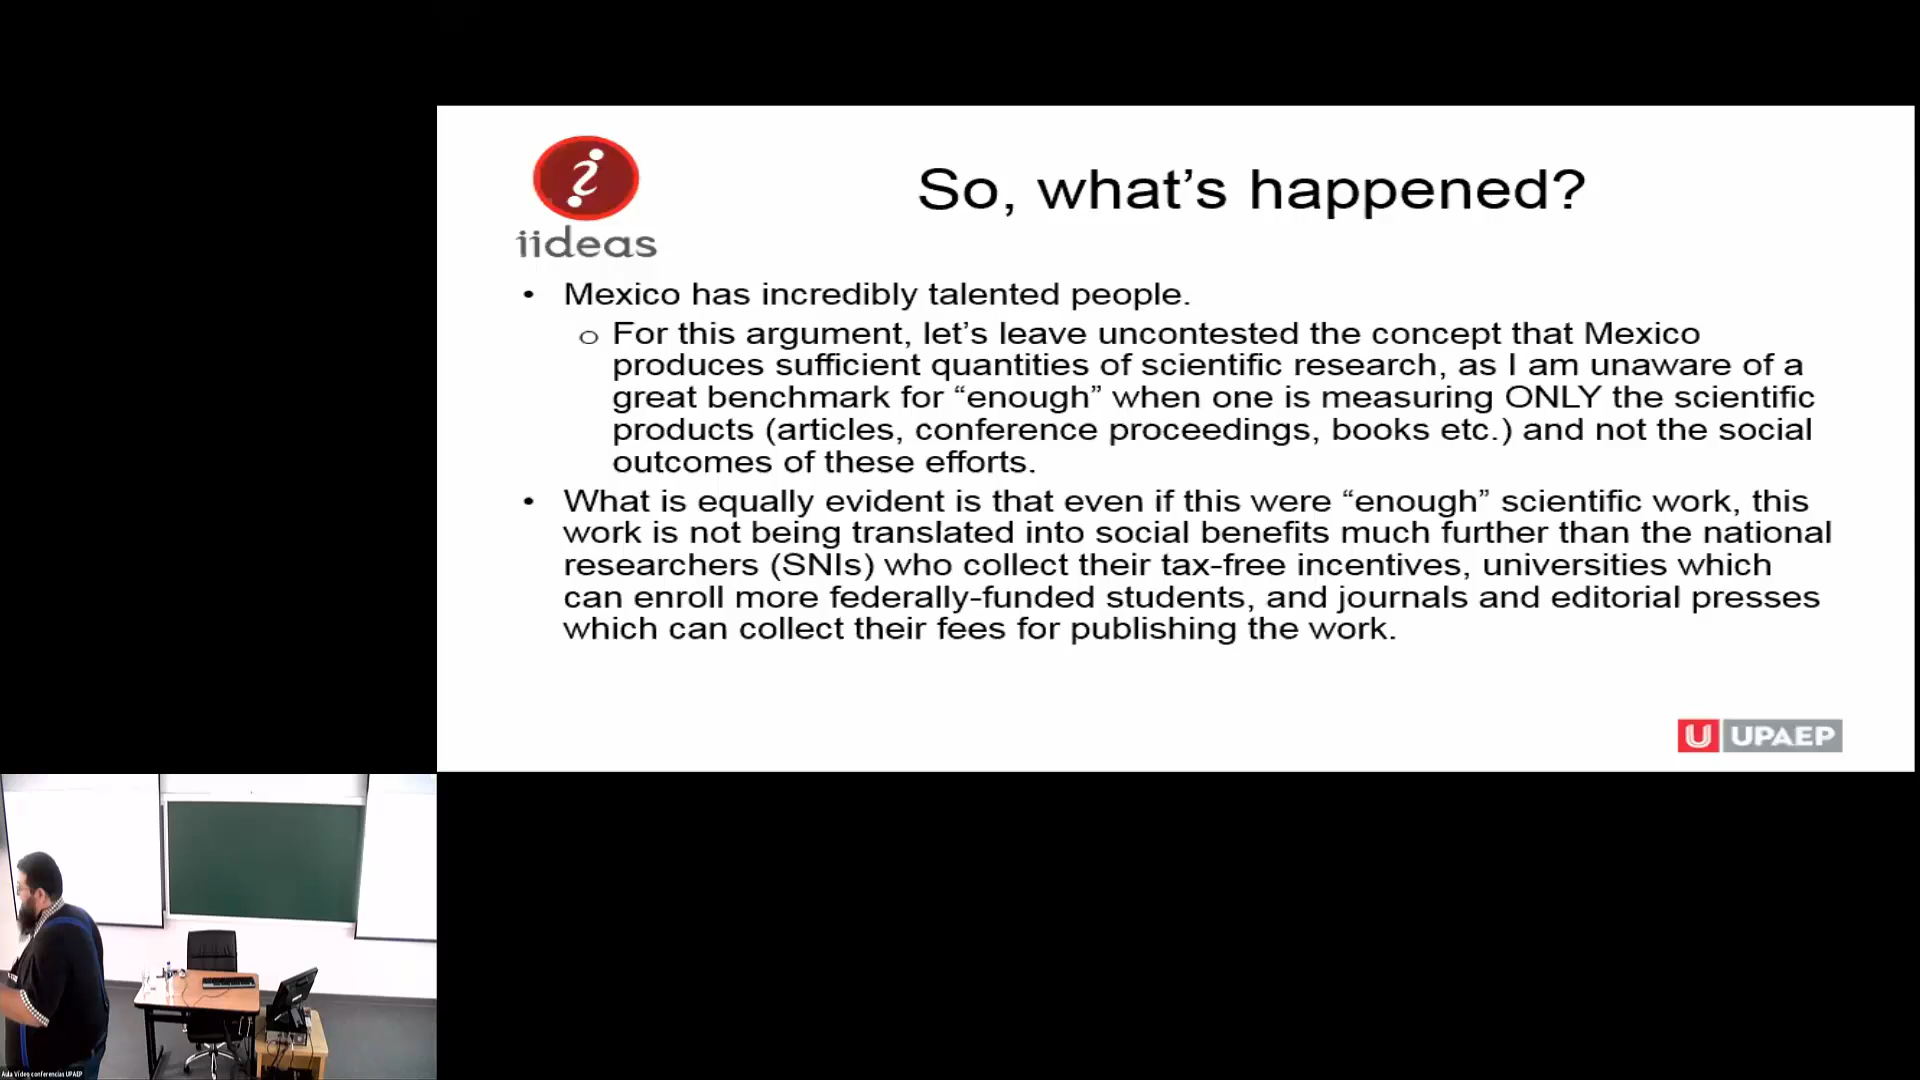 So, what’s happened?
iideas
• Mexico has incredibly talented people.
o For this argument, let’s leave uncontested the concept that Mexico
produces sufficient quantities of scientific research, as I am unaware of a
great benchmark for “enough” when one is measuring ONLY the scientific
products (articles, conference proceedings, books etc.) and not the social
outcomes of these efforts.
• What is equally evident is that even if this were “enough” scientific work, this
work is not being translated into social benefits much further than the national
researchers (SNIs) who collect their tax-free incentives, universities which
can enroll more federally-funded students, and journals and editorial presses
which can collect their fees for publishing the work.
U UPAEP
Aula Video conferencias UPAEP